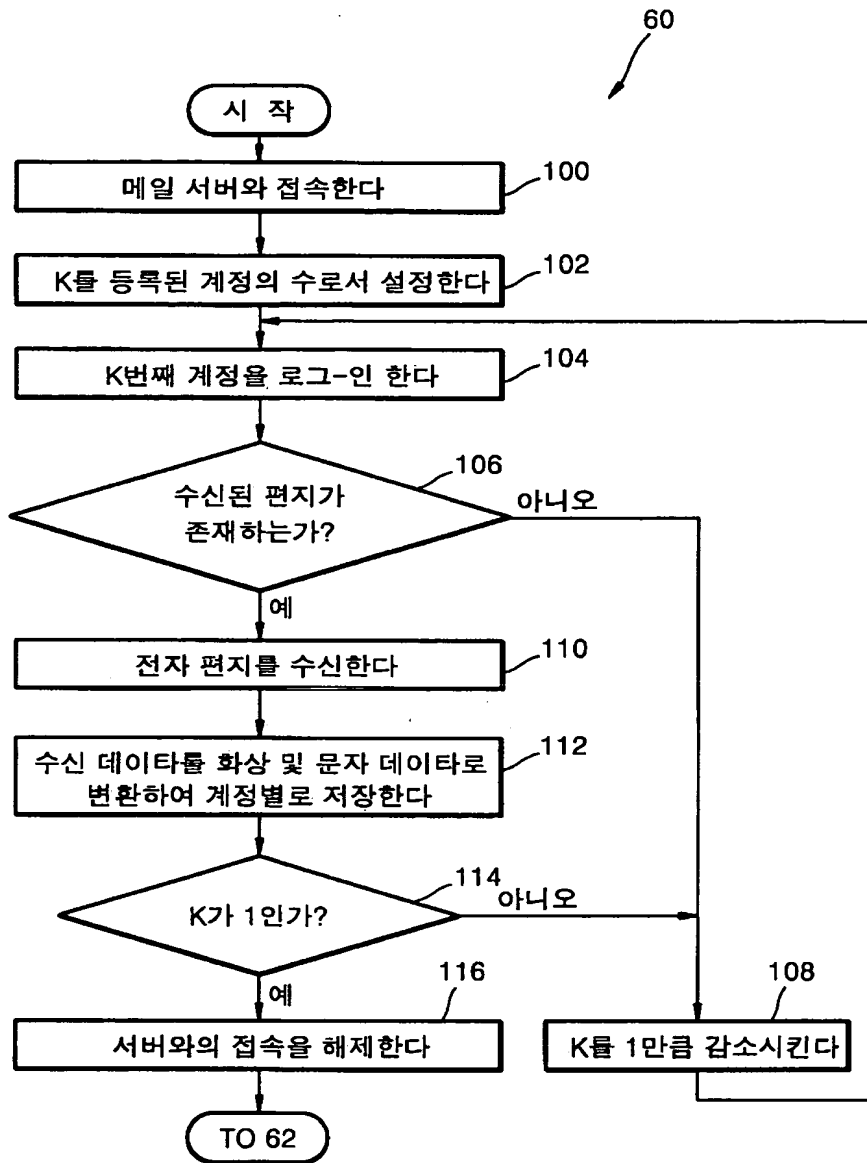 60
시 작
메일 서버와 접속한다
100
K를 등록된 계정의 수로서 설정한다
102
K번째 계정을 로그-인 한다
104
수신된 편지가
존재하는가?
106
아니오
예
전자 편지를 수신한다
110
수신 데이타를 화상 및 문자 데이타로
변환하여 계정별로 저장한다
112
K가 1인가?
114
아니오
예
서버와의 접속을 해제한다
116
K를 1만큼 감소시킨다
108
TO 62